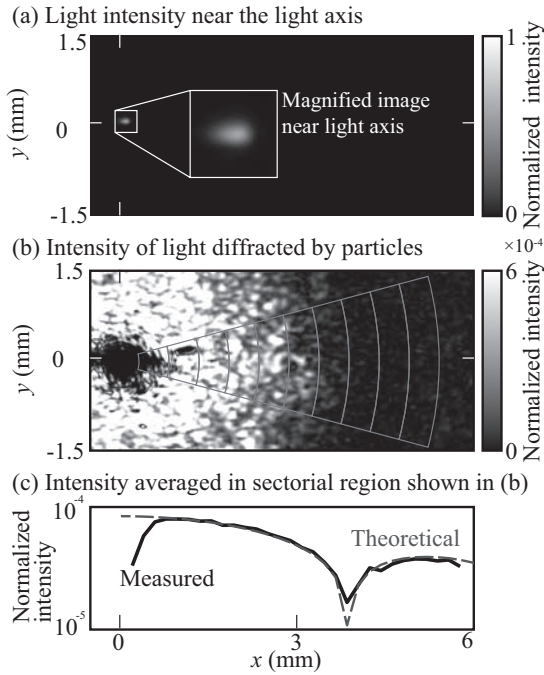 (a) Light intensity near the light axis
1.5
0
-1.5
y (mm)
Magnified image
near light axis
1
0
Normalized intensity
(b) Intensity of light diffracted by particles
×10⁻⁴
1.5
0
-1.5
y (mm)
6
0
Normalized intensity
(c) Intensity averaged in sectorial region shown in (b)
10⁻⁴
10⁻⁵
Normalized
intensity
Theoretical
Measured
0
3
6
x (mm)